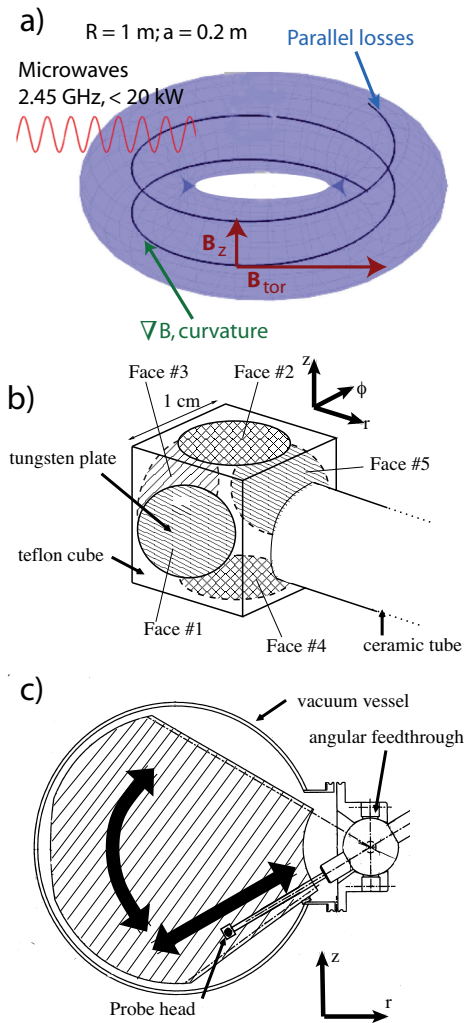 a)
R = 1 m; a = 0.2 m
Parallel losses
Microwaves
2.45 GHz, < 20 kW
B_z
B_tor
∇B, curvature
b)
Face #3
Face #2
z
ϕ
r
1 cm
tungsten plate
Face #5
teflon cube
Face #1
Face #4
ceramic tube
c)
vacuum vessel
angular feedthrough
Probe head
z
r